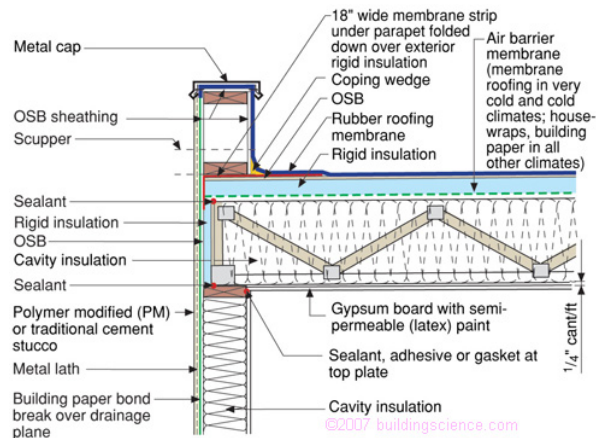 18" wide membrane strip
under parapet folded
down over exterior
rigid insulation
Coping wedge
OSB
Rubber roofing
membrane
Rigid insulation
Air barrier
membrane
(membrane
roofing in very
cold and cold
climates; house-
wraps, building
paper in all
other climates)
Metal cap
OSB sheathing
Scupper
Sealant
Rigid insulation
OSB
Cavity insulation
Sealant
Polymer modified (PM)
or traditional cement
stucco
Metal lath
Building paper bond
break over drainage
plane
Gypsum board with semi-
permeable (latex) paint
Sealant, adhesive or gasket at
top plate
Cavity insulation
1/4" cant/ft
©2007 buildingscience.com